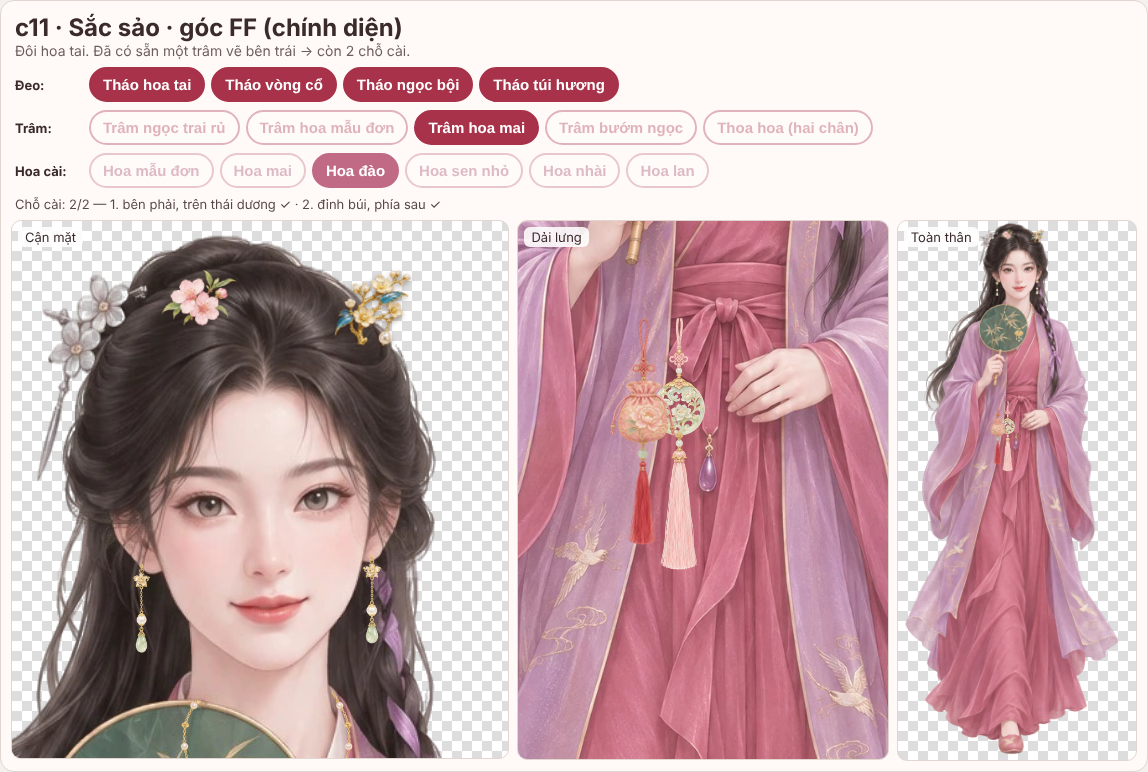 c11 · Sắc sảo · góc FF (chính diện)
Đôi hoa tai. Đã có sẵn một trâm vẽ bên trái → còn 2 chỗ cài.
Đeo: Tháo hoa tai Tháo vòng cổ Tháo ngọc bội Tháo túi hương
Trâm: Trâm ngọc trai rủ Trâm hoa mẫu đơn Trâm hoa mai Trâm bướm ngọc Thoa hoa (hai chân)
Hoa cài: Hoa mẫu đơn Hoa mai Hoa đào Hoa sen nhỏ Hoa nhài Hoa lan
Chỗ cài: 2/2 — 1. bên phải, trên thái dương ✓ · 2. đỉnh búi, phía sau ✓
Cận mặt Dải lưng Toàn thân